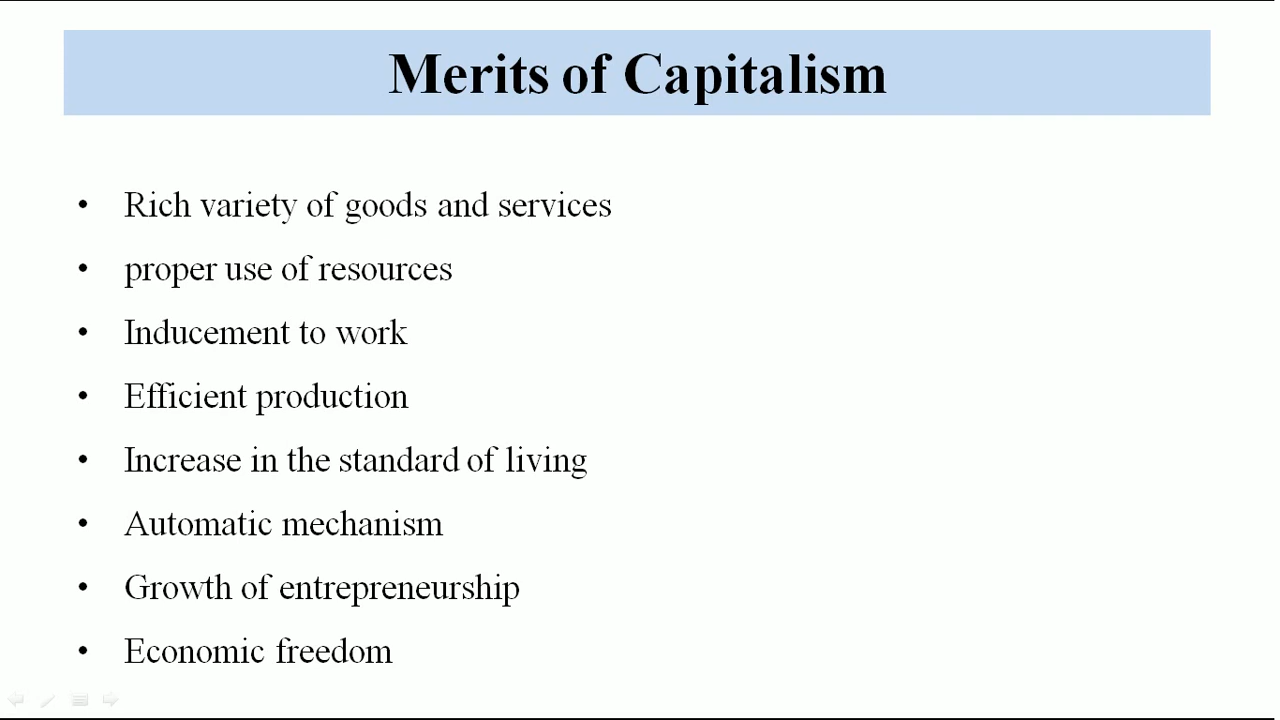 Merits of Capitalism
• Rich variety of goods and services
• proper use of resources
• Inducement to work
• Efficient production
• Increase in the standard of living
• Automatic mechanism
• Growth of entrepreneurship
• Economic freedom